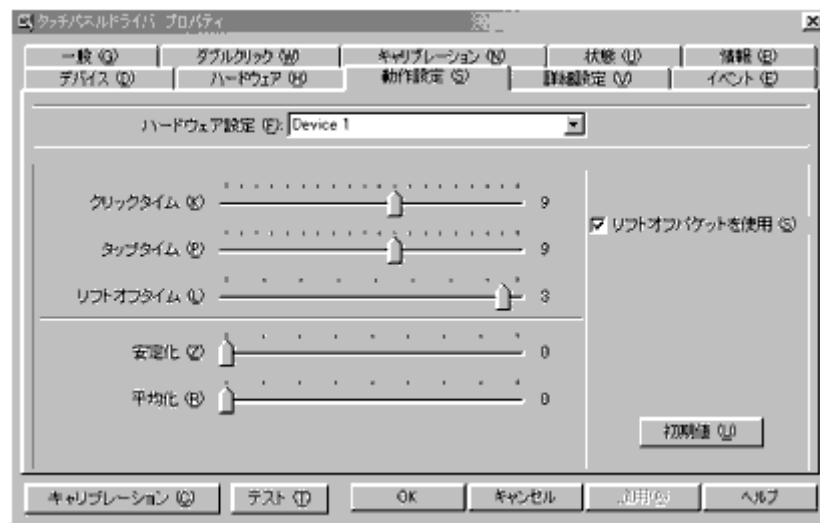 タッチパネルドライバ プロパティ
一般 (G) ダブルクリック (W) キャリブレーション (N) 状態 (U) 情報 (B)
デバイス (D) ハードウェア (H) 動作設定 (S) 詳細設定 (V) イベント (E)
ハードウェア設定 (F): Device 1
クリックタイム (K) 9
タップタイム (P) 9
リフトオフパケットを使用 (S)
リフトオフタイム (L) 3
安定化 (Z) 0
平均化 (R) 0
初期値 (U)
キャリブレーション (C) テスト (T) OK キャンセル 適用(A) ヘルプ